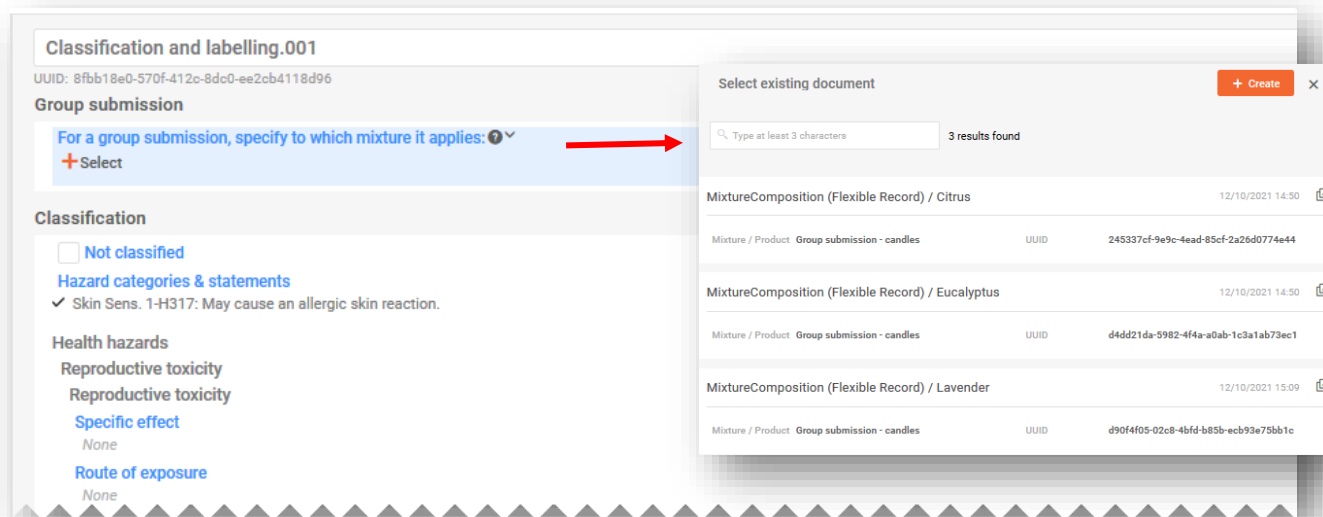 Classification and labelling.001
UUID: 8fbb18e0-570f-412c-8dc0-ee2cb4118d96
Group submission
For a group submission, specify to which mixture it applies:
Select
Classification
Not classified
Hazard categories & statements
Skin Sens. 1-H317: May cause an allergic skin reaction.
Health hazards
Reproductive toxicity
Reproductive toxicity
Specific effect
None
Route of exposure
None
Select existing document
+ Create
Type at least 3 characters
3 results found
MixtureComposition (Flexible Record) / Citrus 12/10/2021 14:50
Mixture / Product Group submission - candles UUID 245337cf-9e9c-4ead-85cf-2a26d0774e44
MixtureComposition (Flexible Record) / Eucalyptus 12/10/2021 14:50
Mixture / Product Group submission - candles UUID d4dd21da-5982-4f4a-a0ab-1c3a1ab73ec1
MixtureComposition (Flexible Record) / Lavender 12/10/2021 15:09
Mixture / Product Group submission - candles UUID d90f4f05-02c8-4bfd-b85b-ecb93e75bb1c